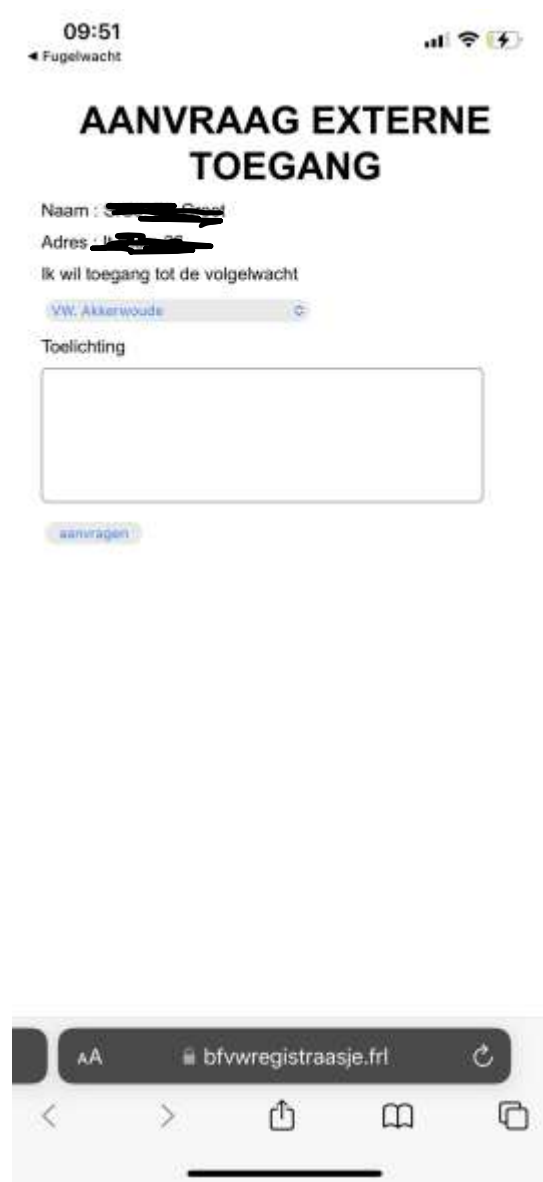 09:51
◀ Fugelwacht
AANVRAAG EXTERNE
TOEGANG
Naam :
Adres :
Ik wil toegang tot de volgelwacht
VW. Akkerwoude
Toelichting
aanvragen
AA bfvwregistraasje.frl